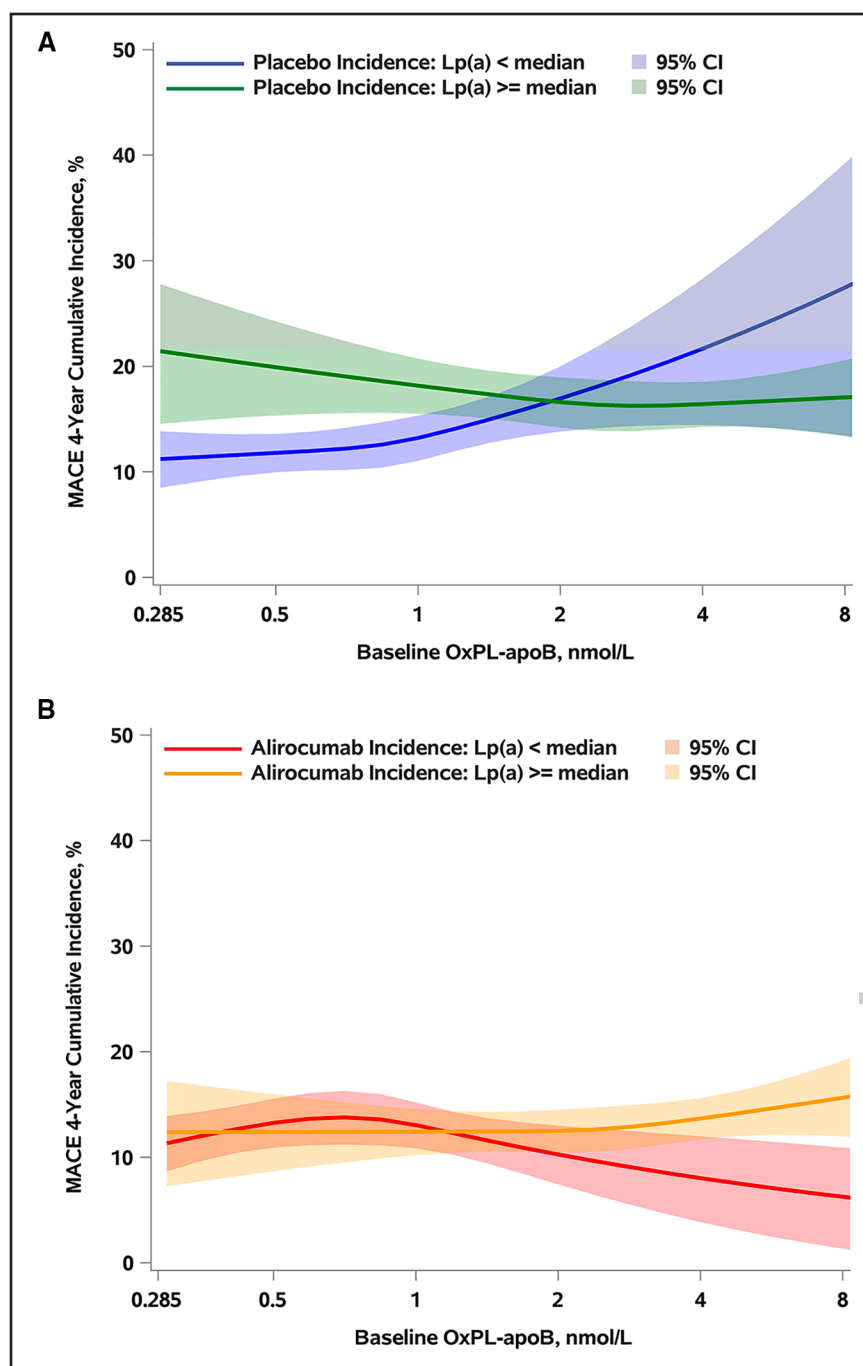 A
50
Placebo Incidence: Lp(a) < median 95% CI
Placebo Incidence: Lp(a) >= median 95% CI
40
30
20
10
0
MACE 4-Year Cumulative Incidence, %
0.285 0.5 1 2 4 8
Baseline OxPL-apoB, nmol/L
B
50
Alirocumab Incidence: Lp(a) < median 95% CI
Alirocumab Incidence: Lp(a) >= median 95% CI
40
30
20
10
0
MACE 4-Year Cumulative Incidence, %
0.285 0.5 1 2 4 8
Baseline OxPL-apoB, nmol/L